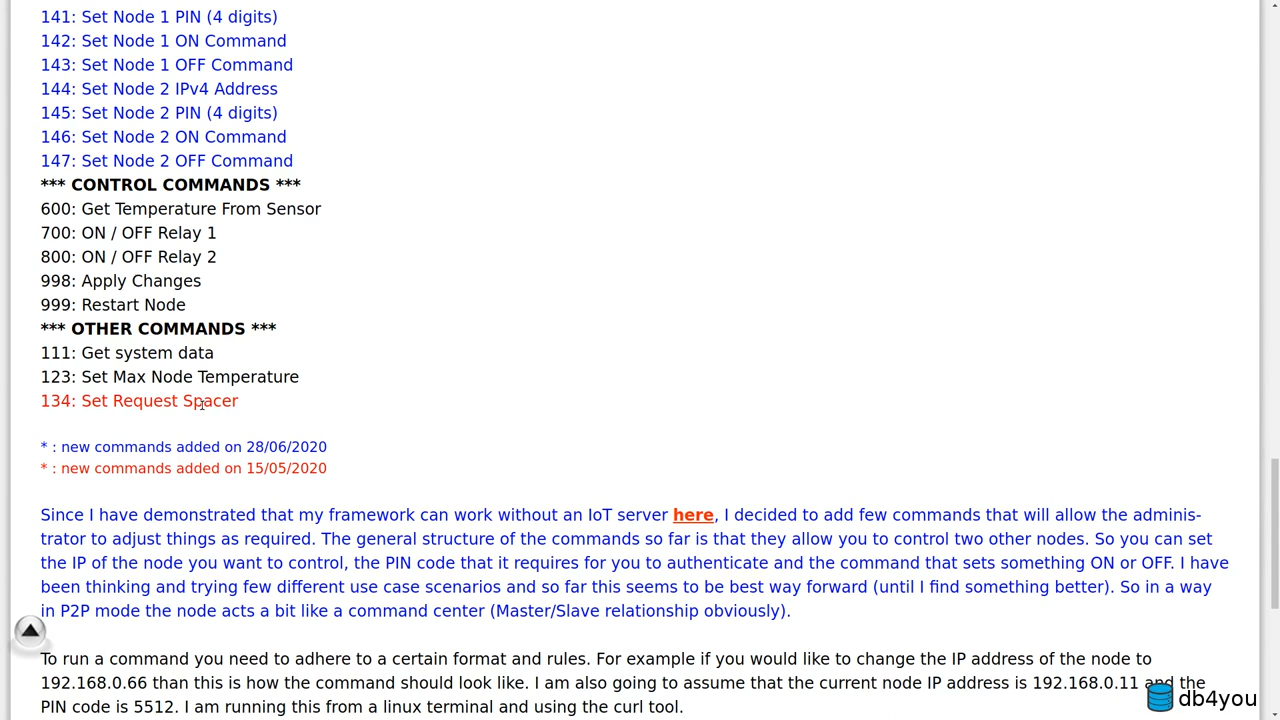 141: Set Node 1 PIN (4 digits)
142: Set Node 1 ON Command
143: Set Node 1 OFF Command
144: Set Node 2 IPv4 Address
145: Set Node 2 PIN (4 digits)
146: Set Node 2 ON Command
147: Set Node 2 OFF Command
*** CONTROL COMMANDS ***
600: Get Temperature From Sensor
700: ON / OFF Relay 1
800: ON / OFF Relay 2
998: Apply Changes
999: Restart Node
*** OTHER COMMANDS ***
111: Get system data
123: Set Max Node Temperature
134: Set Request Spacer
* : new commands added on 28/06/2020
* : new commands added on 15/05/2020
Since I have demonstrated that my framework can work without an IoT server here, I decided to add few commands that will allow the adminis-
trator to adjust things as required. The general structure of the commands so far is that they allow you to control two other nodes. So you can set
the IP of the node you want to control, the PIN code that it requires for you to authenticate and the command that sets something ON or OFF. I have
been thinking and trying few different use case scenarios and so far this seems to be best way forward (until I find something better). So in a way
in P2P mode the node acts a bit like a command center (Master/Slave relationship obviously).
To run a command you need to adhere to a certain format and rules. For example if you would like to change the IP address of the node to
192.168.0.66 than this is how the command should look like. I am also going to assume that the current node IP address is 192.168.0.11 and the
PIN code is 5512. I am running this from a linux terminal and using the curl tool.
db4you